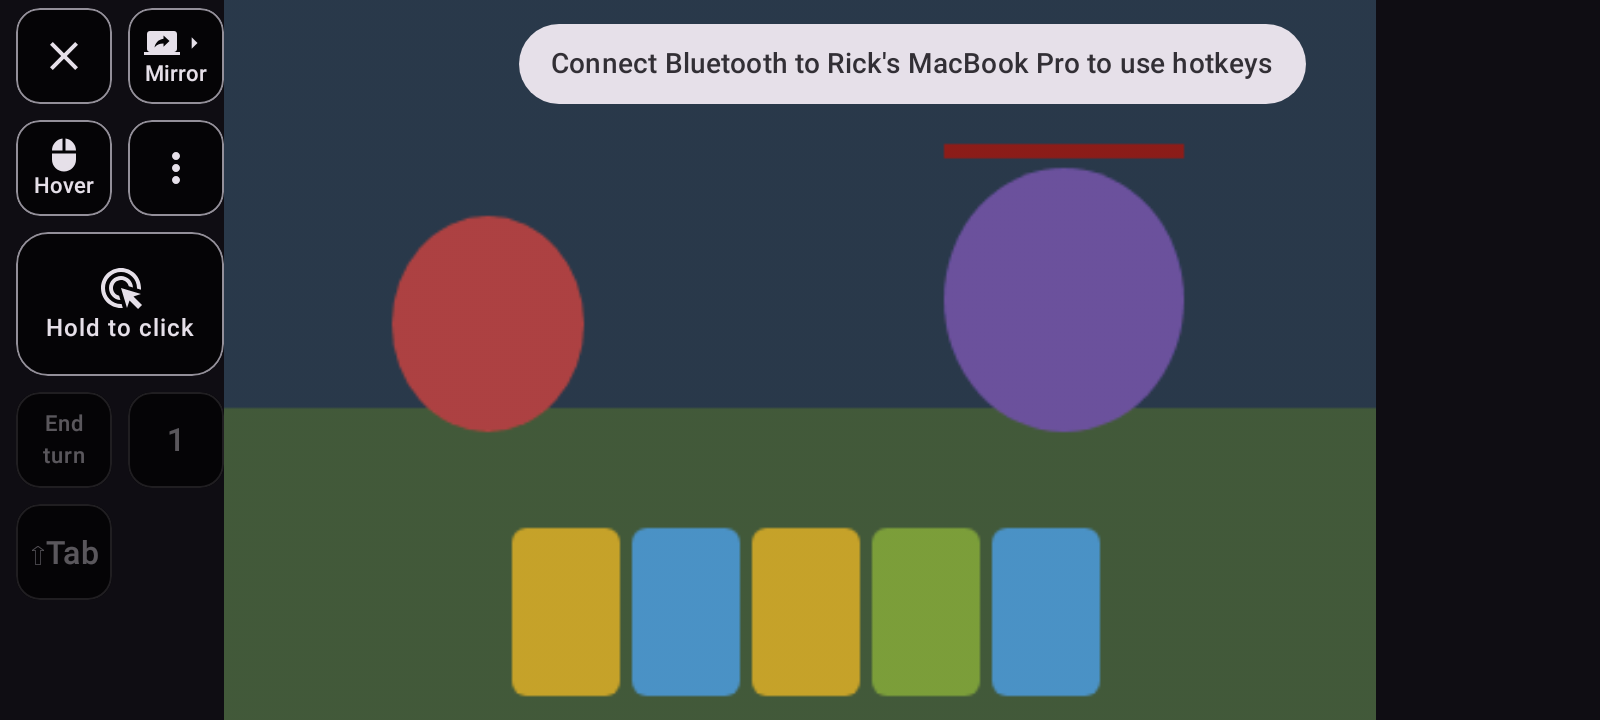 Connect Bluetooth to Rick's MacBook Pro to use hotkeys
Mirror
Hover
Hold to click
End
turn
1
⇧Tab